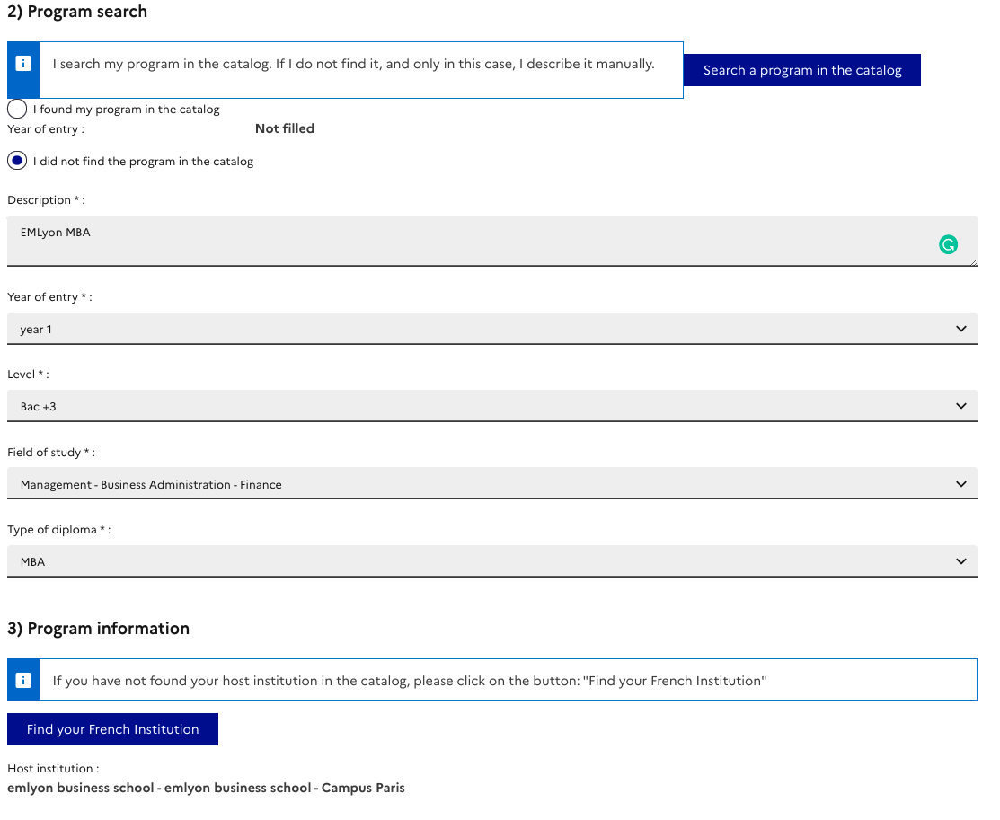 2) Program search
I search my program in the catalog. If I do not find it, and only in this case, I describe it manually.
Search a program in the catalog
I found my program in the catalog
Year of entry : Not filled
I did not find the program in the catalog
Description * :
EMLyon MBA
Year of entry * :
year 1
Level * :
Bac +3
Field of study * :
Management - Business Administration - Finance
Type of diploma * :
MBA
3) Program information
If you have not found your host institution in the catalog, please click on the button: "Find your French Institution"
Find your French Institution
Host institution :
emlyon business school - emlyon business school - Campus Paris